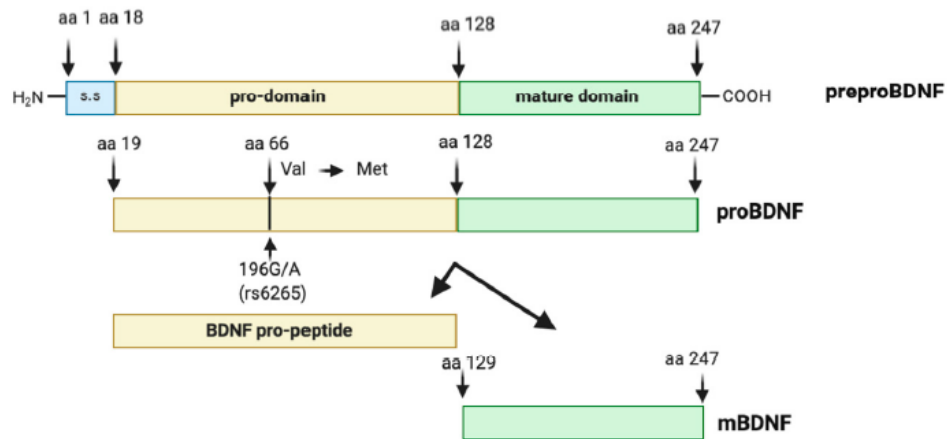 aa 1 aa 18 aa 128 aa 247
H₂N s.s pro-domain mature domain COOH preproBDNF
aa 19 aa 66 aa 128 aa 247
Val Met
proBDNF
196G/A
(rs6265)
BDNF pro-peptide
aa 129 aa 247
mBDNF